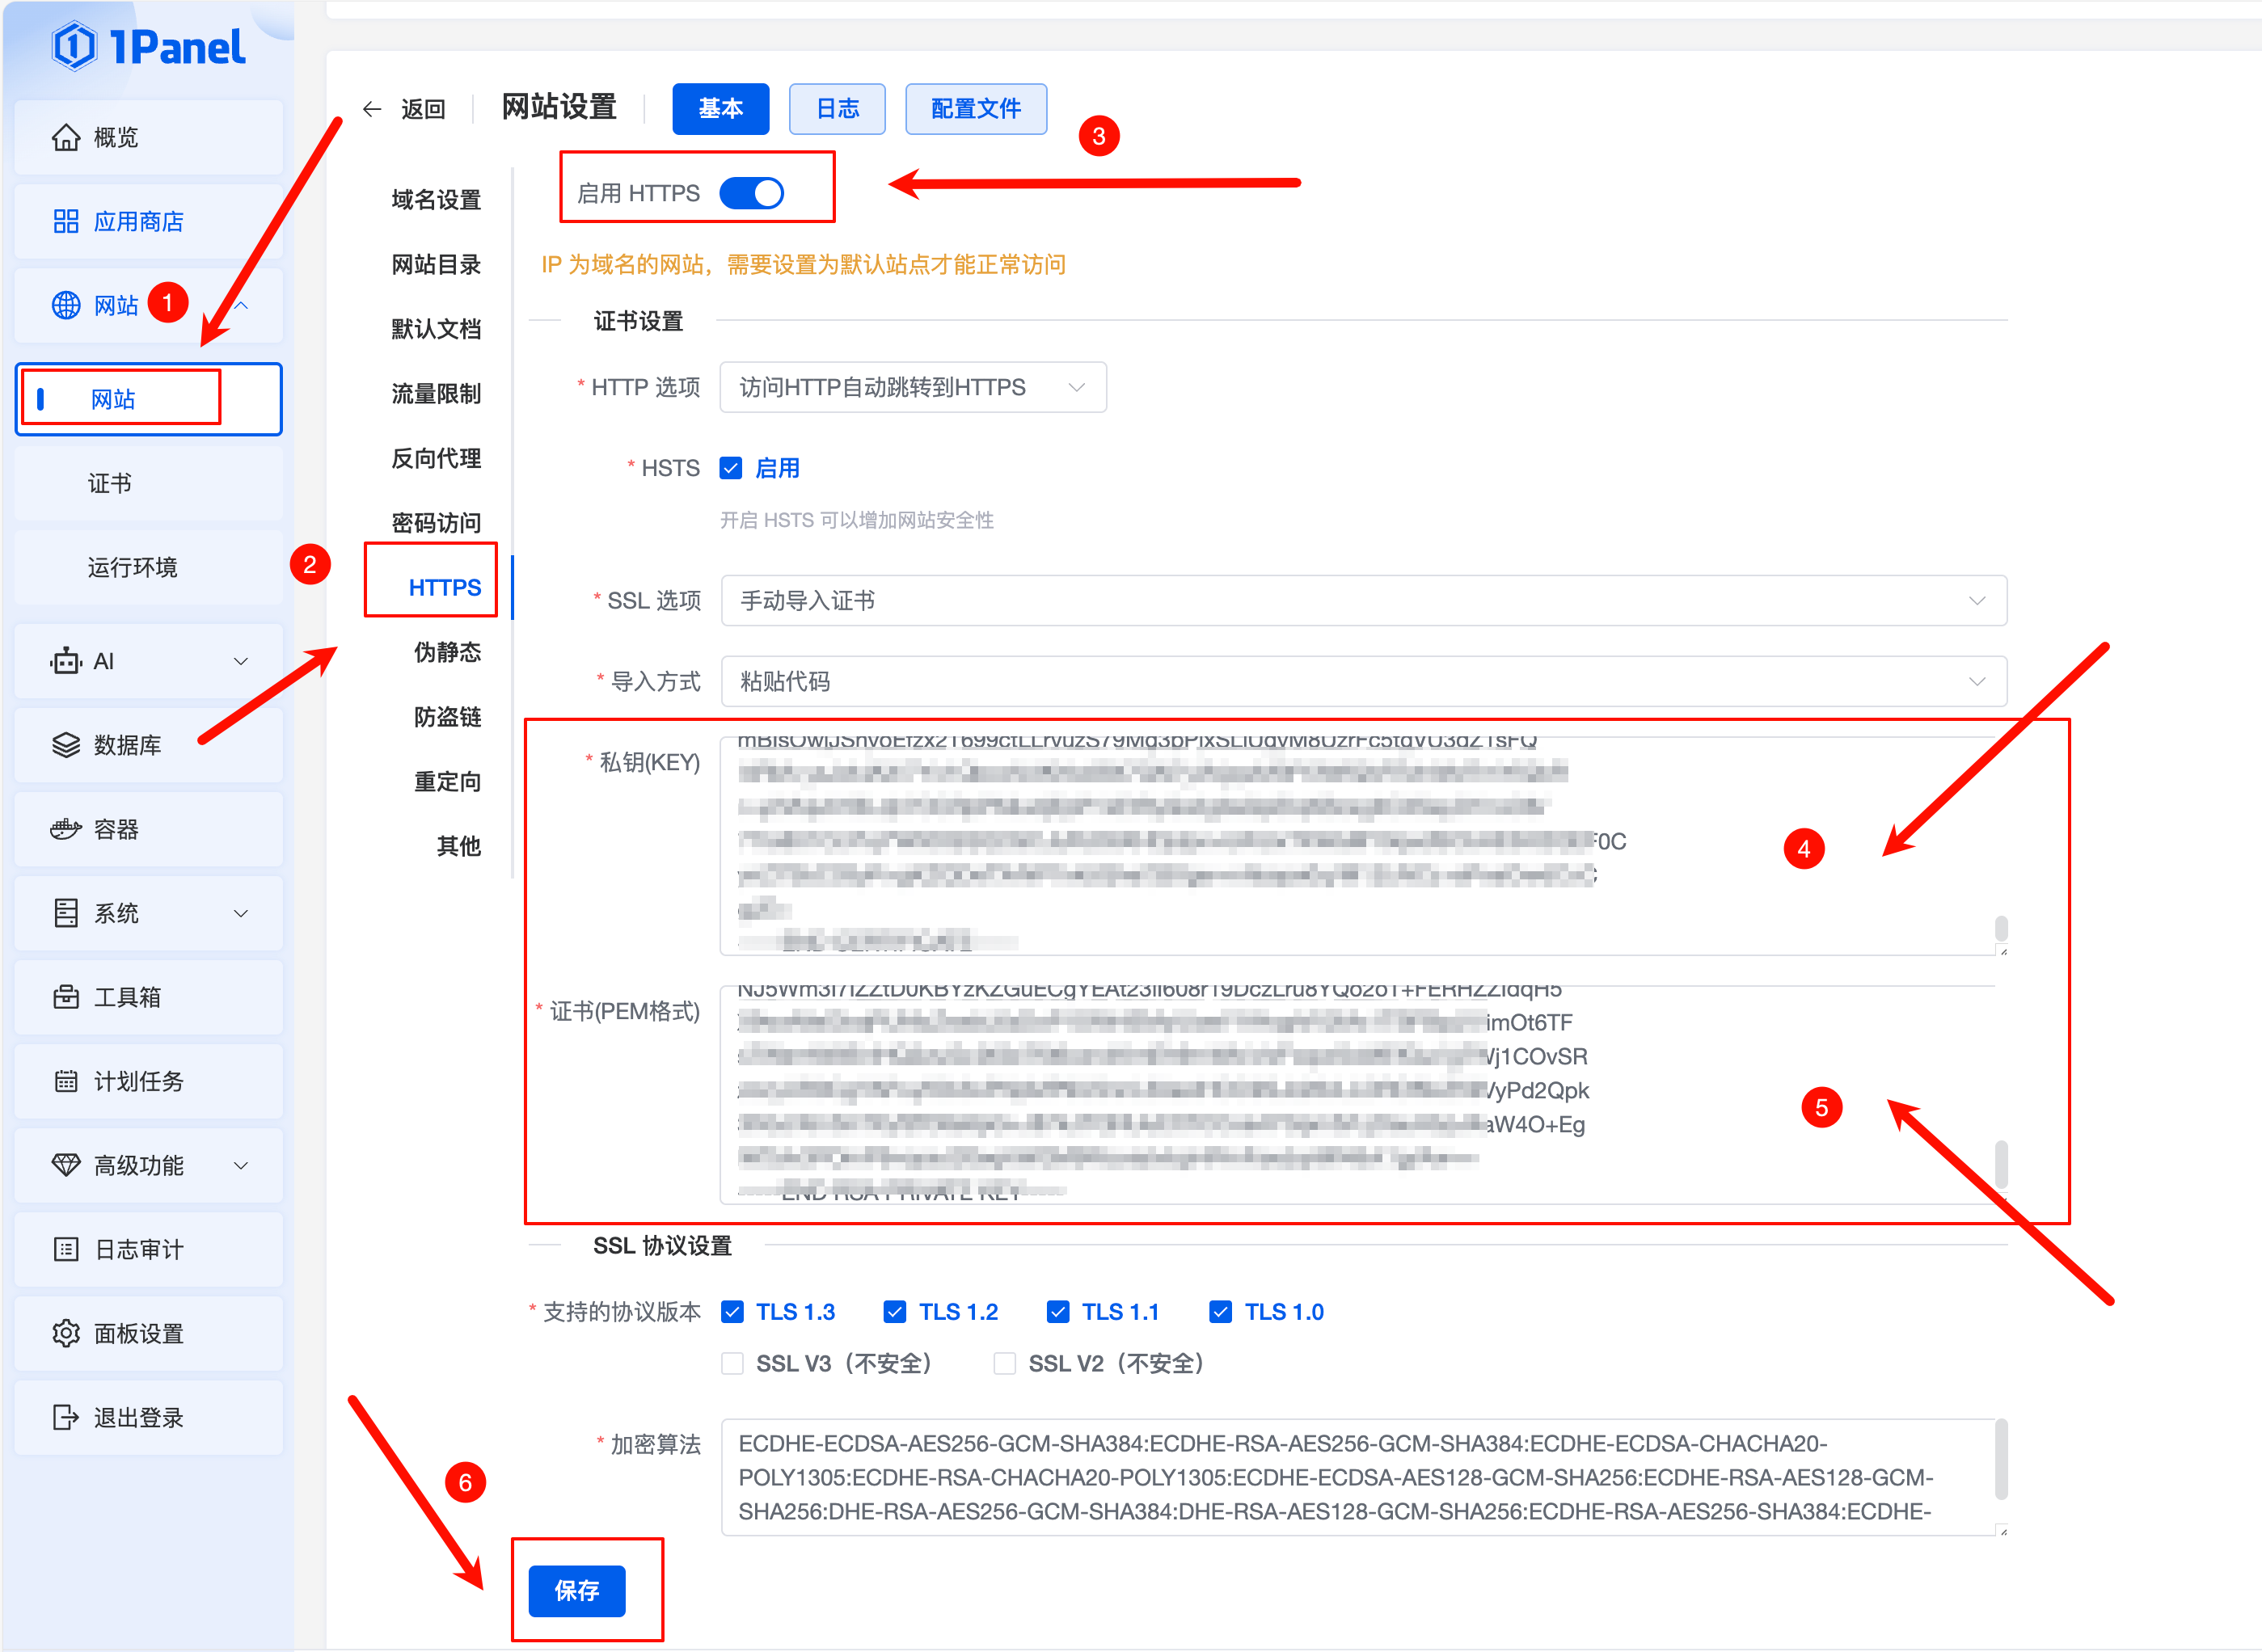 1Panel
概览
应用商店
网站
1
网站
证书
运行环境
AI
数据库
容器
系统
工具箱
计划任务
高级功能
日志审计
面板设置
退出登录
返回
网站设置
基本
日志
配置文件
3
域名设置
网站目录
默认文档
流量限制
反向代理
密码访问
2
HTTPS
伪静态
防盗链
重定向
其他
启用 HTTPS
IP 为域名的网站，需要设置为默认站点才能正常访问
证书设置
* HTTP 选项
访问HTTP自动跳转到HTTPS
* HSTS
启用
开启 HSTS 可以增加网站安全性
* SSL 选项
手动导入证书
* 导入方式
粘贴代码
* 私钥(KEY)
F0C
4
* 证书(PEM格式)
imOt6TF
j1COvSR
yPd2Qpk
aW4O+Eg
END RSA PRIVATE KEY
5
SSL 协议设置
* 支持的协议版本
TLS 1.3
TLS 1.2
TLS 1.1
TLS 1.0
SSL V3（不安全）
SSL V2（不安全）
* 加密算法
ECDHE-ECDSA-AES256-GCM-SHA384:ECDHE-RSA-AES256-GCM-SHA384:ECDHE-ECDSA-CHACHA20-
POLY1305:ECDHE-RSA-CHACHA20-POLY1305:ECDHE-ECDSA-AES128-GCM-SHA256:ECDHE-RSA-AES128-GCM-
SHA256:DHE-RSA-AES256-GCM-SHA384:DHE-RSA-AES128-GCM-SHA256:ECDHE-RSA-AES256-SHA384:ECDHE-
6
保存